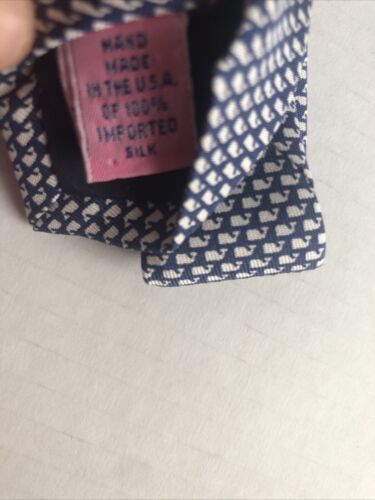 HAND
MADE
IN THE U.S.A.
OF 100%
IMPORTED
SILK